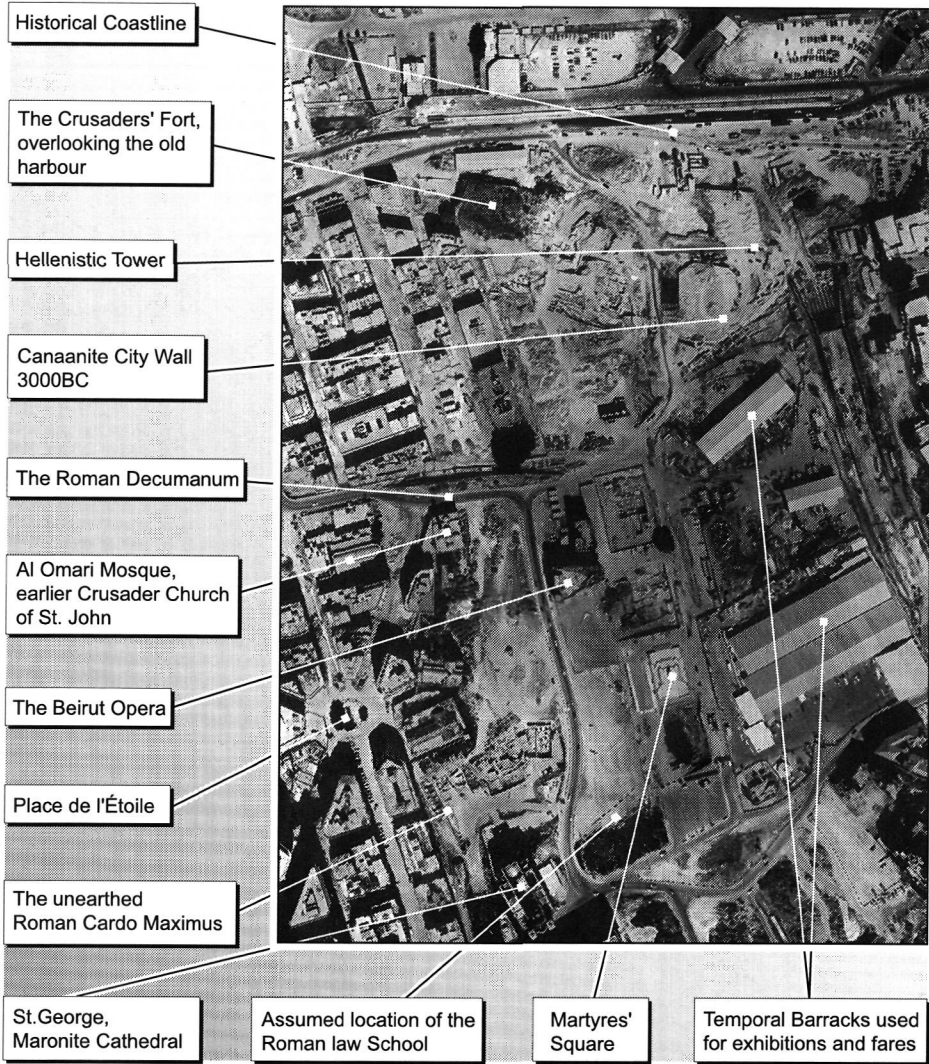 Historical Coastline
The Crusaders' Fort,
overlooking the old
harbour
Hellistic Tower
Canaanite City Wall
3000BC
The Roman Decumanum
Al Omari Mosque,
earlier Crusader Church
of St. John
The Beirut Opera
Place de l'Étoile
The unearthed
Roman Cardo Maximus
St.George,
Maronite Cathedral
Assumed location of the
Roman law School
Martyres'
Square
Temporal Barracks used
for exhibitions and fares